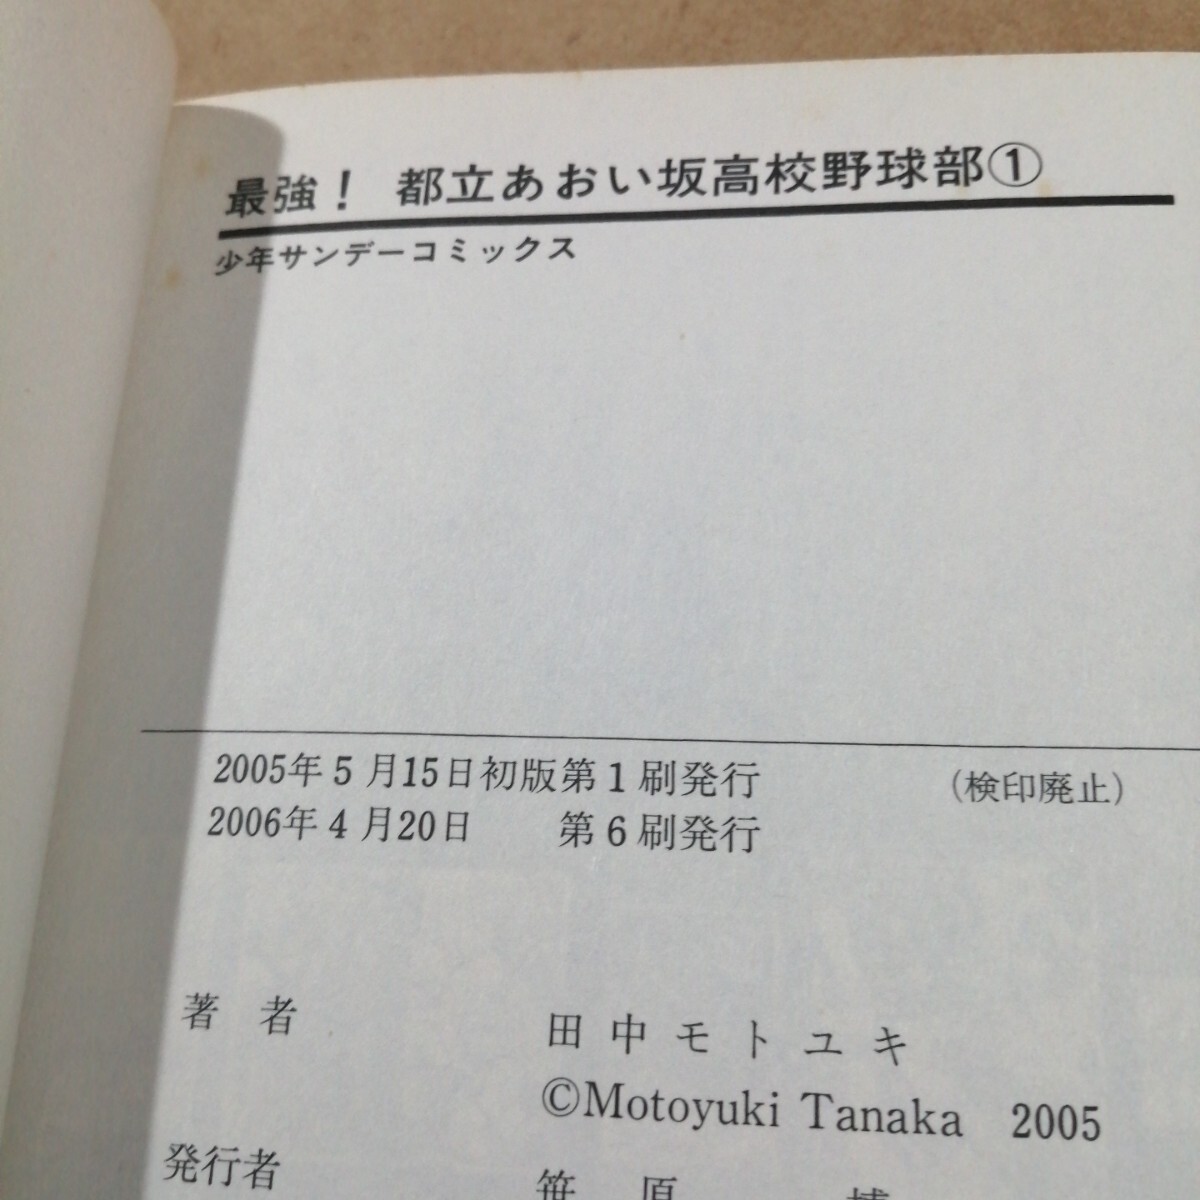 最強！ 都立あおい坂高校野球部①
少年サンデーコミックス
2005年5月15日初版第1刷発行 (検印廃止)
2006年4月20日 第6刷発行
著 者 田中モトユキ
©Motoyuki Tanaka 2005
発行者 笹原 博